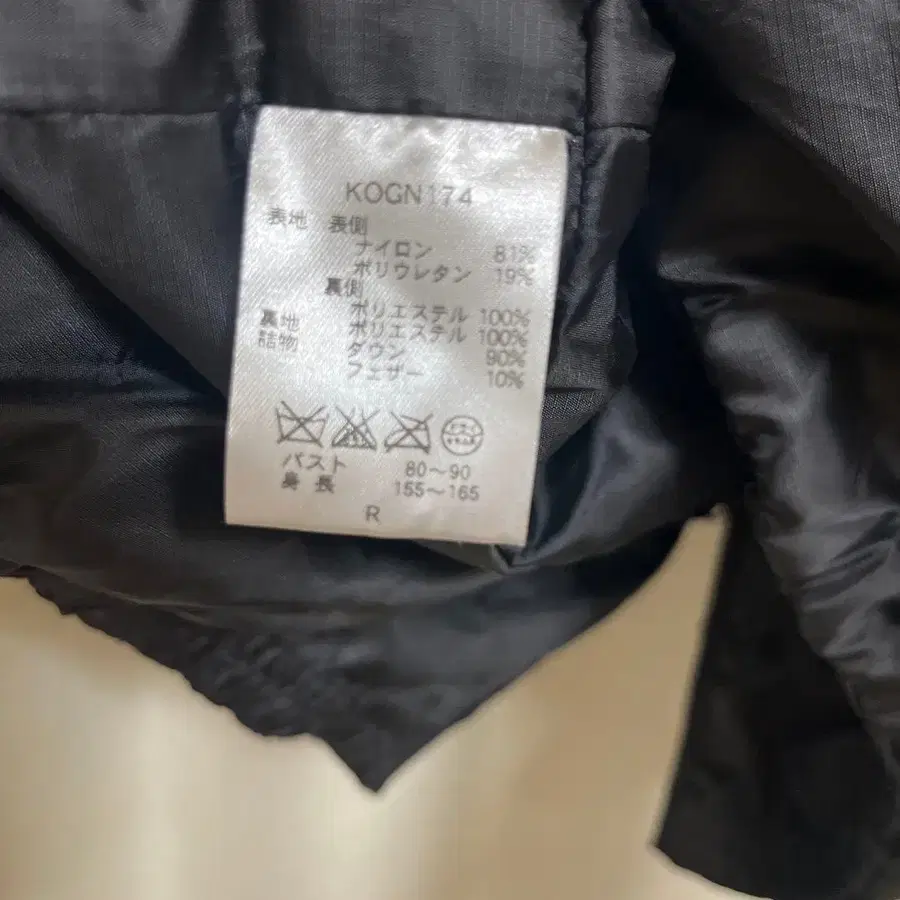 KOGN174
表地 表側
ナイロン 81%
ポリウレタン 19%
裏側
ポリエステル 100%
裏地 ポリエステル 100%
詰物 ダウン 90%
フェザー 10%
バスト 80～90
身長 155～165
R